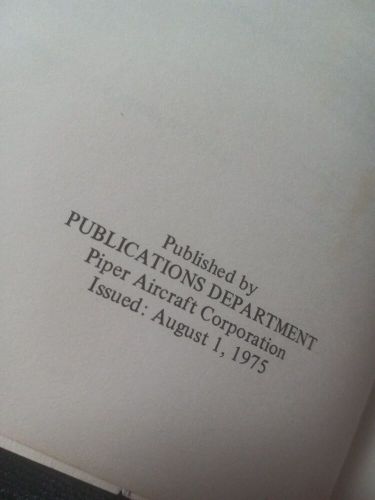 Published by
PUBLICATIONS DEPARTMENT
Piper Aircraft Corporation
Issued: August 1, 1975